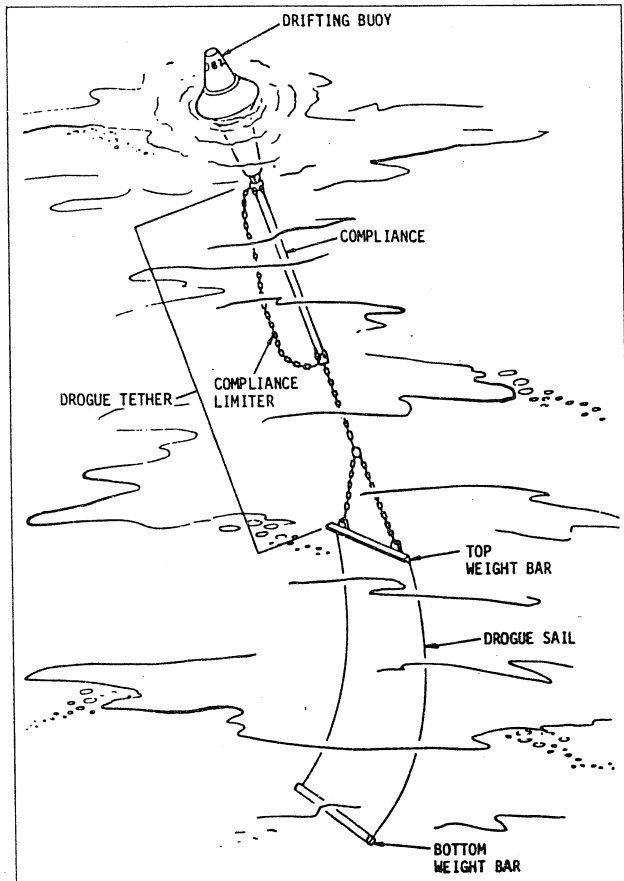 DRIFTING BUOY
COMPLIANCE
COMPLIANCE
LIMITER
DROGUE TETHER
TOP
WEIGHT BAR
DROGUE SAIL
BOTTOM
WEIGHT BAR